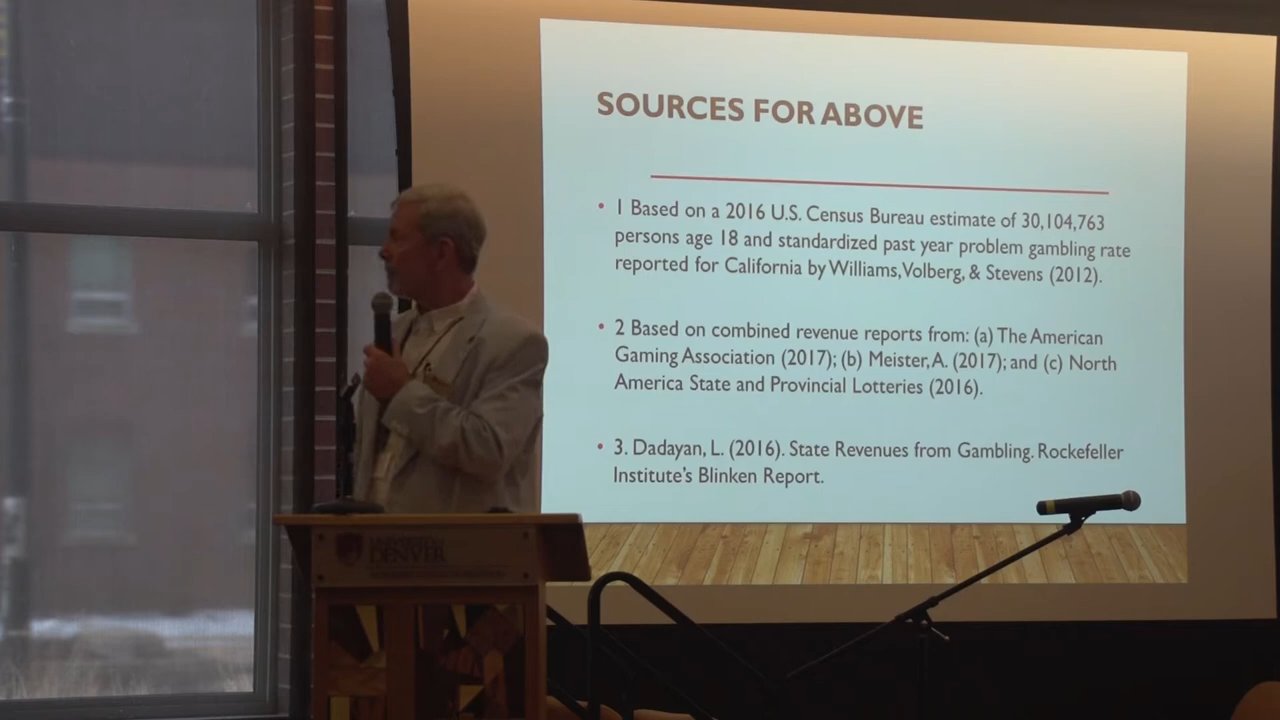 SOURCES FOR ABOVE
• 1 Based on a 2016 U.S. Census Bureau estimate of 30,104,763
persons age 18 and standardized past year problem gambling rate
reported for California by Williams, Volberg, & Stevens (2012).
• 2 Based on combined revenue reports from: (a) The American
Gaming Association (2017); (b) Meister, A. (2017); and (c) North
America State and Provincial Lotteries (2016).
• 3. Dadayan, L. (2016). State Revenues from Gambling. Rockefeller
Institute's Blinken Report.
DENVER